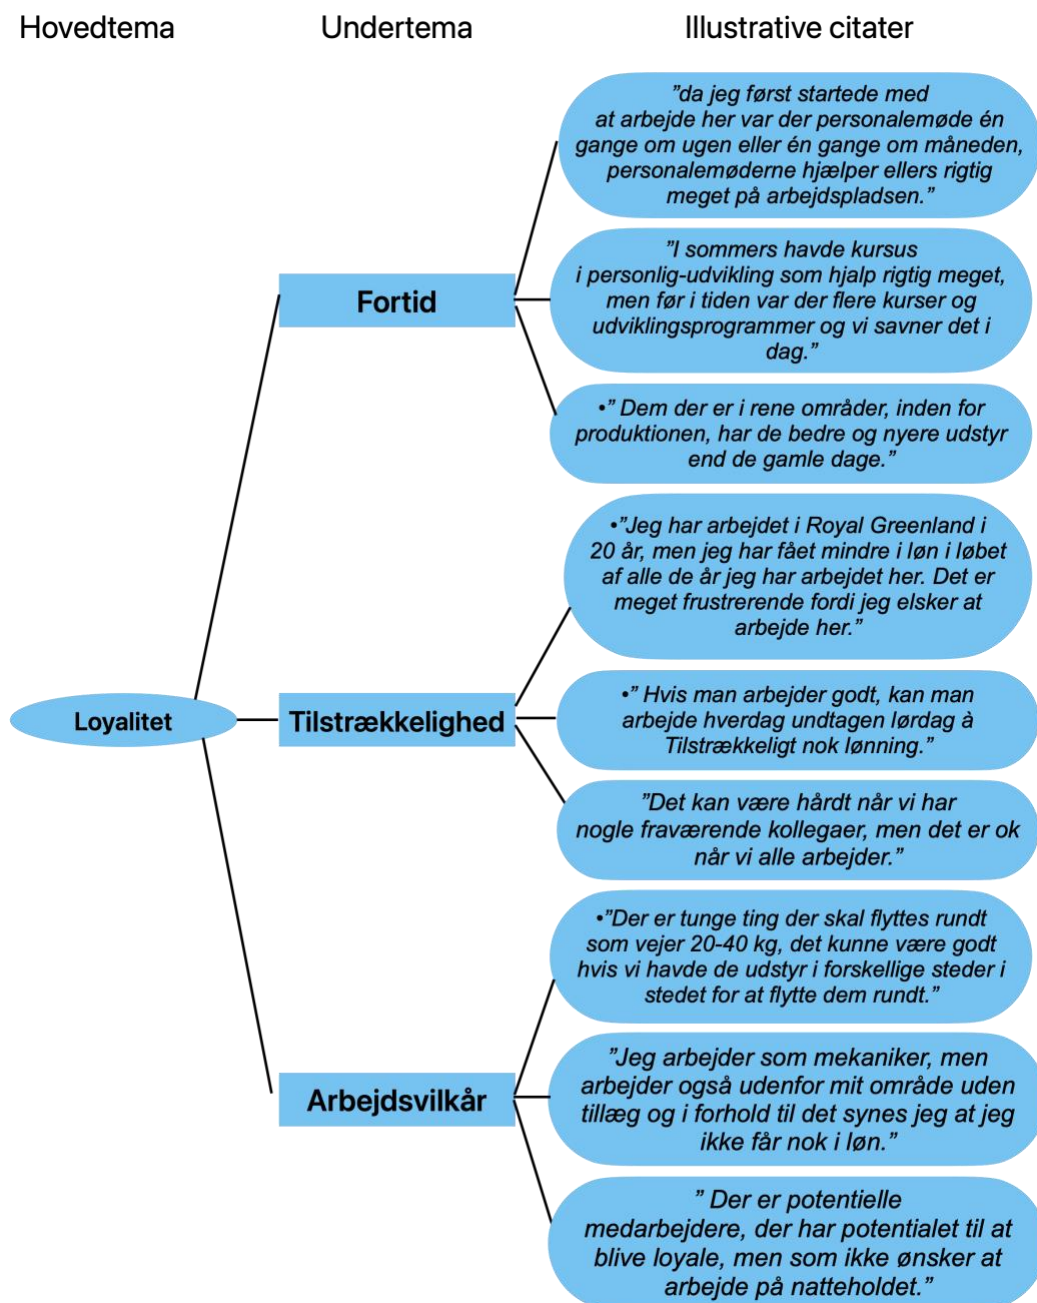 Hovedtema
Undertema
Illustrative citater
Loyalitet
Fortid
”da jeg først startede med
at arbejde her var der personalemøde én
gange om ugen eller én gange om måneden,
personalemøderne hjælper ellers rigtig
meget på arbejdspladsen.”
”I sommers havde kursus
i personlig-udvikling som hjalp rigtig meget,
men før i tiden var der flere kurser og
udviklingsprogrammer og vi savner det i
dag.”
•” Dem der er i rene områder, inden for
produktionen, har de bedre og nyere udstyr
end de gamle dage.”
Tilstrækkelighed
•”Jeg har arbejdet i Royal Greenland i
20 år, men jeg har fået mindre i løn i løbet
af alle de år jeg har arbejdet her. Det er
meget frustrerende fordi jeg elsker at
arbejde her.”
•” Hvis man arbejder godt, kan man
arbejde hverdag undtagen lørdag à
Tilstrækkeligt nok lønning.”
”Det kan være hårdt når vi har
nogle fraværende kollegaer, men det er ok
når vi alle arbejder.”
Arbejdsvilkår
•”Der er tunge ting der skal flyttes rundt
som vejer 20-40 kg, det kunne være godt
hvis vi havde de udstyr i forskellige steder i
stedet for at flytte dem rundt.”
”Jeg arbejder som mekaniker, men
arbejder også udenfor mit område uden
tillæg og i forhold til det synes jeg at jeg
ikke får nok i løn.”
” Der er potentielle
medarbejdere, der har potentialet til at
blive loyale, men som ikke ønsker at
arbejde på natteholdet.”